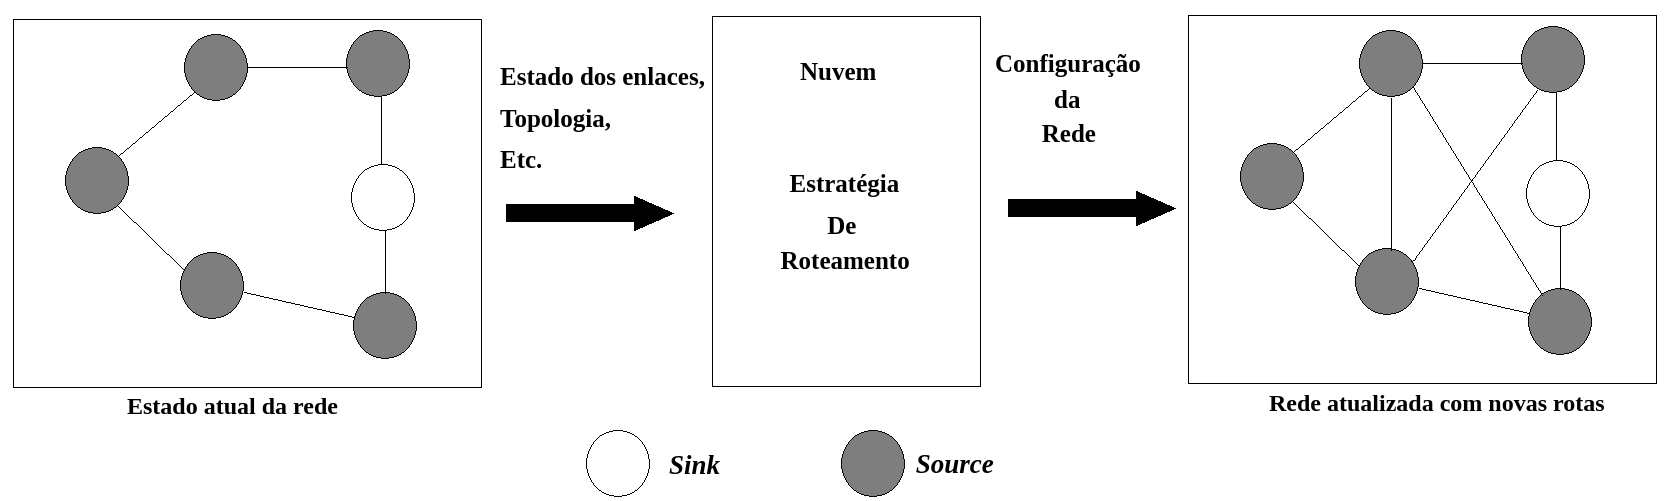 Estado dos enlaces,
Topologia,
Etc.
Nuvem
Estratégia
De
Roteamento
Configuração
da
Rede
Estado atual da rede
Rede atualizada com novas rotas
Sink
Source